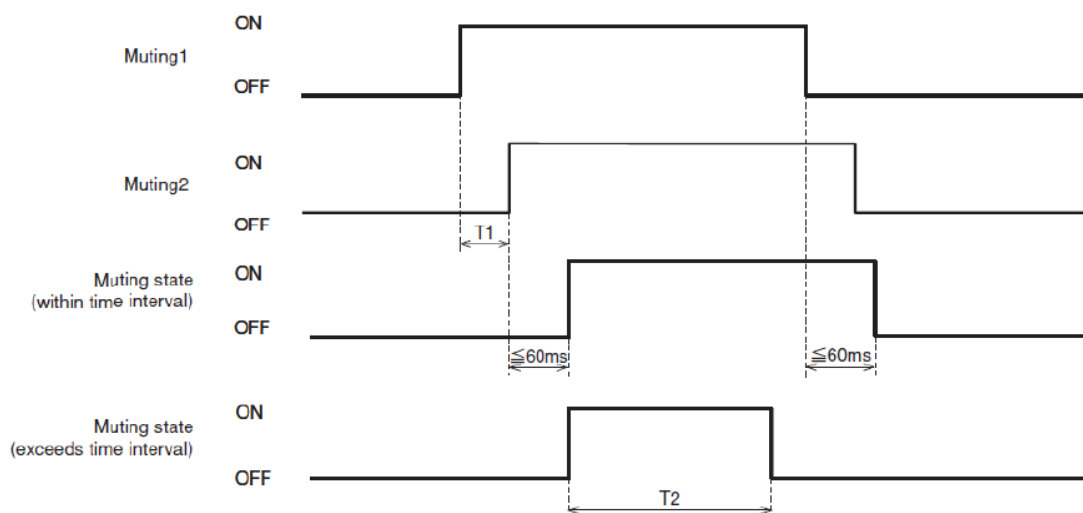 ON
Muting1
OFF
ON
Muting2
OFF
T1
Muting state
(within time interval)
ON
OFF
≦60ms
≦60ms
Muting state
(exceeds time interval)
ON
OFF
T2